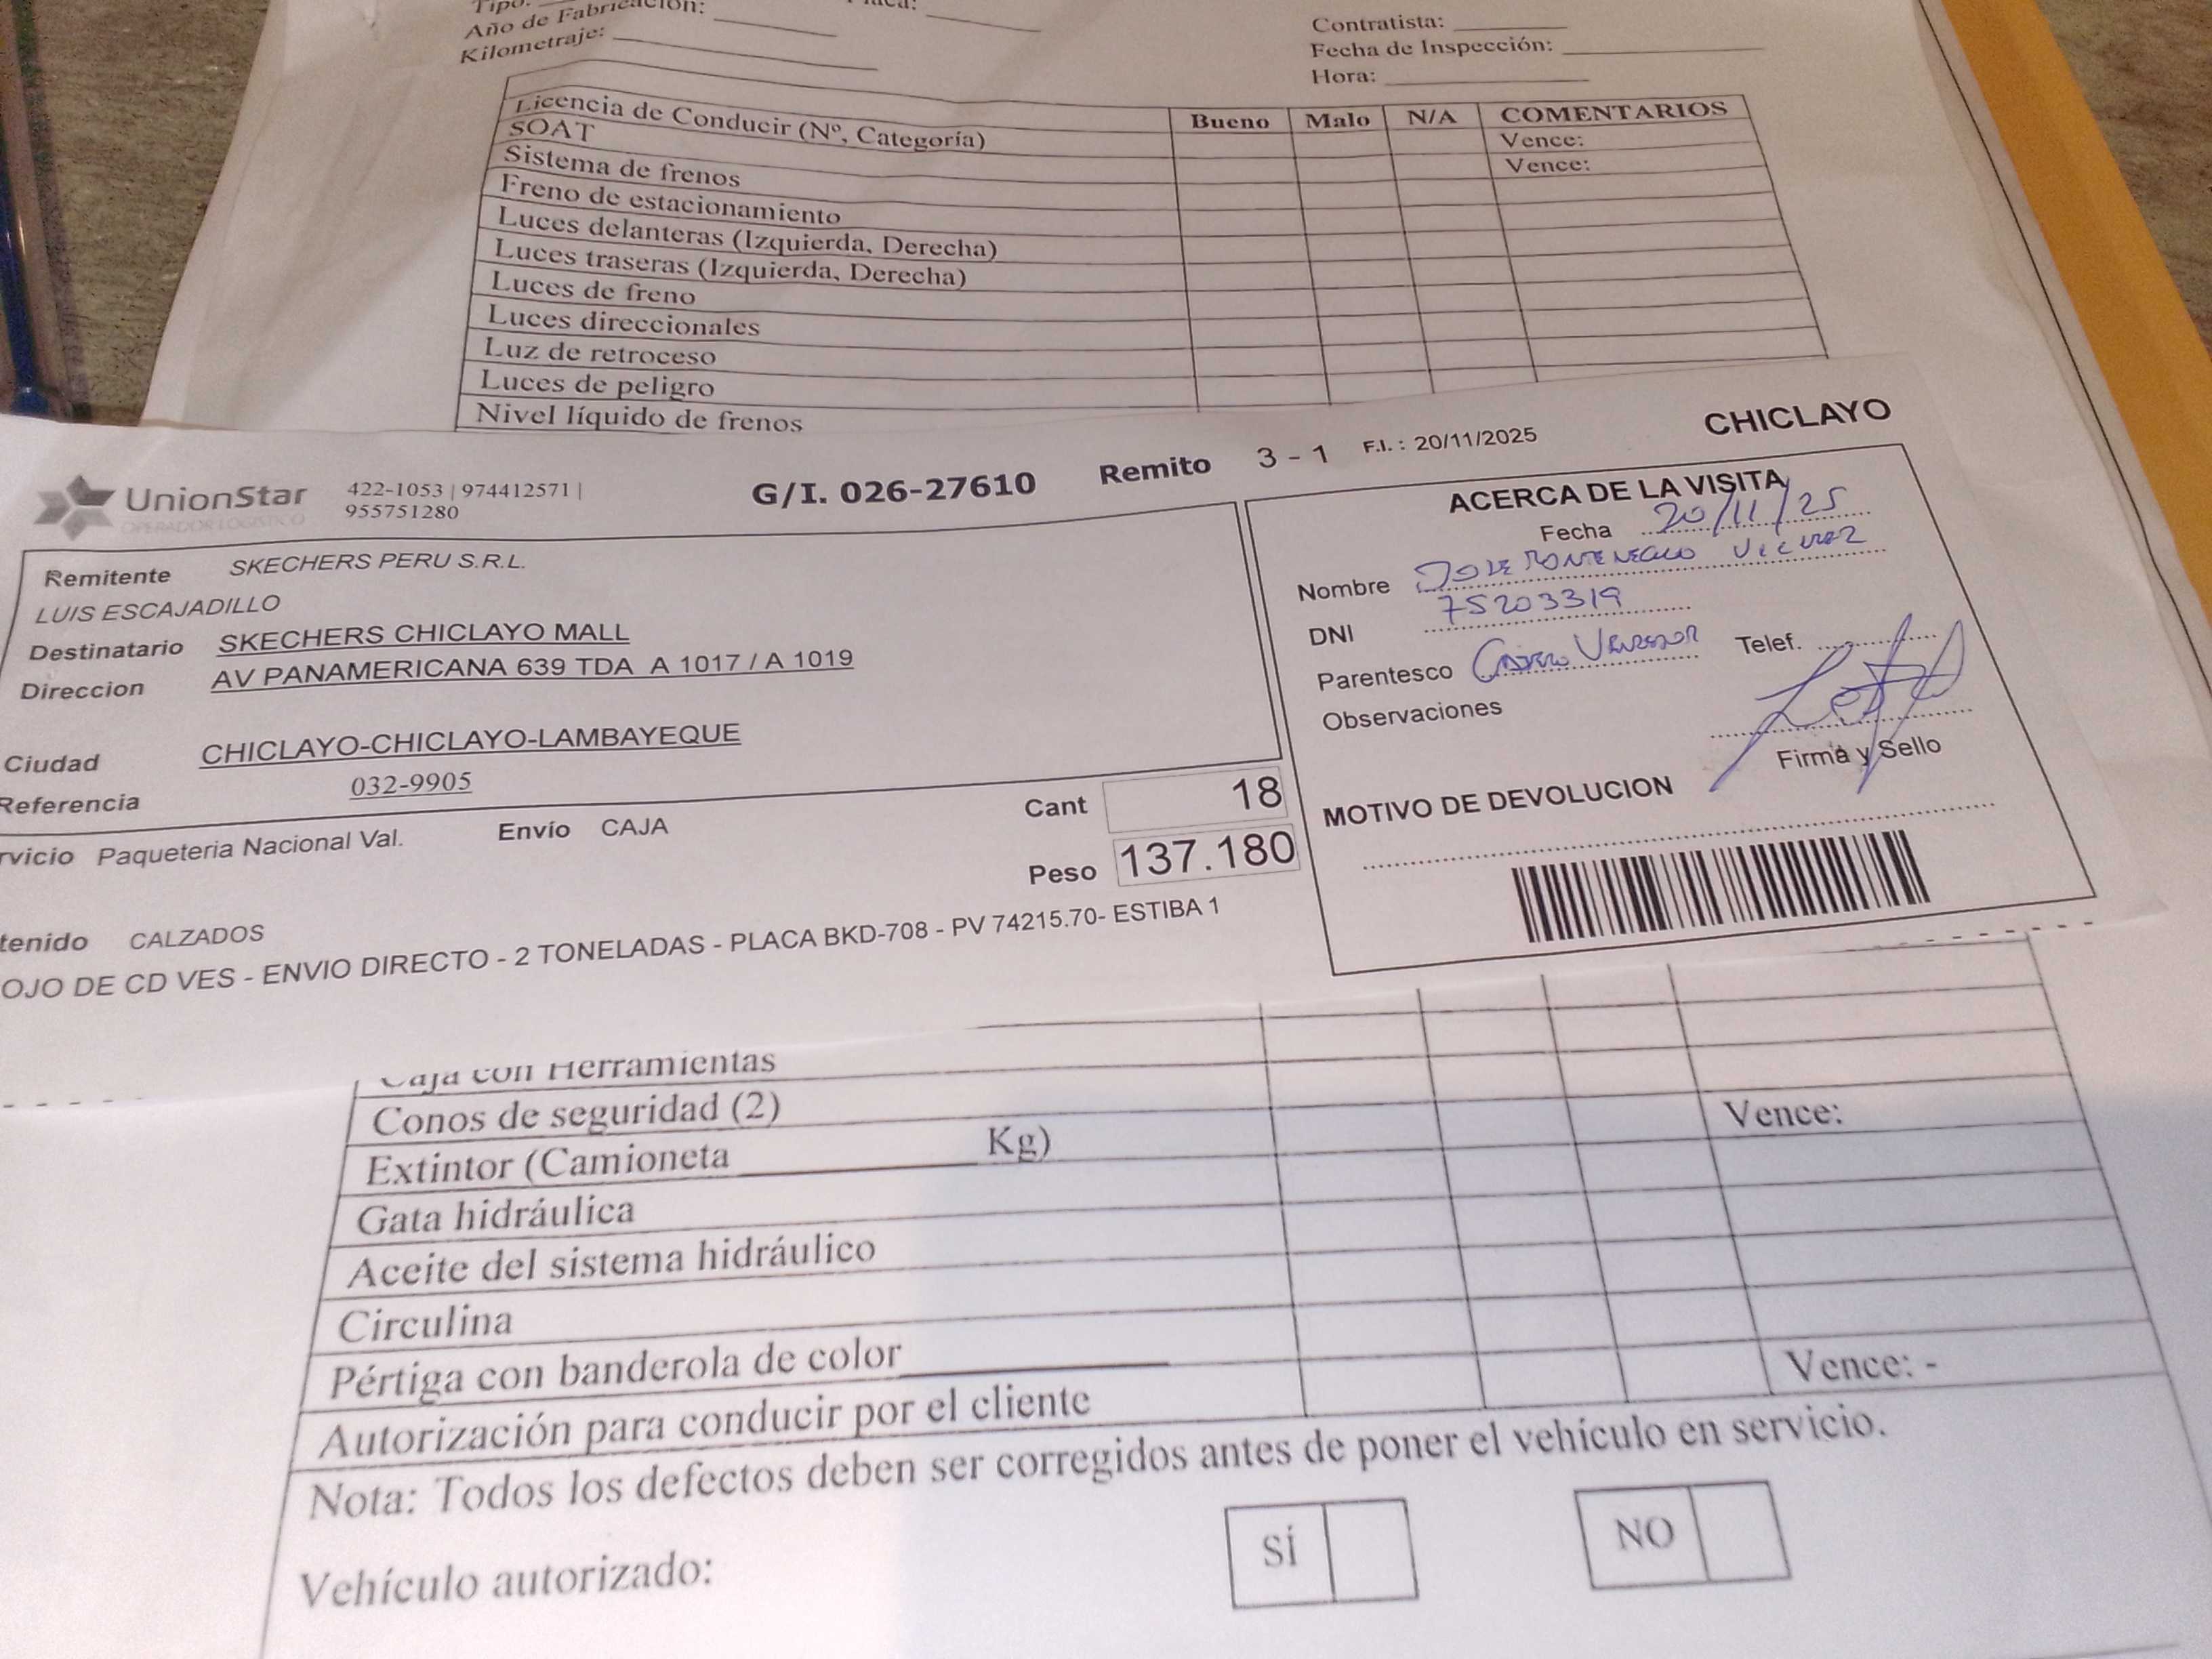 Año de Fabricación:
Kilometraje:
Contratista:
Fecha de Inspección:
Hora:
Bueno Malo N/A COMENTARIOS
Licencia de Conducir (Nº, Categoría) Vence:
SOAT Vence:
Sistema de frenos
Freno de estacionamiento
Luces delanteras (Izquierda, Derecha)
Luces traseras (Izquierda, Derecha)
Luces de freno
Luces direccionales
Luz de retroceso
Luces de peligro
Nivel líquido de frenos
UnionStar
OPERADOR LOGISTICO
422-1053 | 974412571 |
955751280
G/I. 026-27610 Remito 3 - 1 F.I. : 20/11/2025 CHICLAYO
Remitente SKECHERS PERU S.R.L.
LUIS ESCAJADILLO
Destinatario SKECHERS CHICLAYO MALL
Direccion AV PANAMERICANA 639 TDA A 1017 / A 1019
Ciudad CHICLAYO-CHICLAYO-LAMBAYEQUE
Referencia 032-9905
rvicio Paqueteria Nacional Val. Envío CAJA
Cant 18
Peso 137.180
tenido CALZADOS
OJO DE CD VES - ENVIO DIRECTO - 2 TONELADAS - PLACA BKD-708 - PV 74215.70- ESTIBA 1
ACERCA DE LA VISITA
Fecha 20/11/25
Nombre JOSE MONTENEGRO
DNI 75203319
Parentesco Cajero Vendedor Telef.
Observaciones
Firma y Sello
MOTIVO DE DEVOLUCION
Caja con Herramientas
Conos de seguridad (2)
Extintor (Camioneta Kg) Vence:
Gata hidráulica
Aceite del sistema hidráulico
Circulina
Pértiga con banderola de color
Autorización para conducir por el cliente Vence: -
Nota: Todos los defectos deben ser corregidos antes de poner el vehículo en servicio.
Vehículo autorizado: SÍ NO